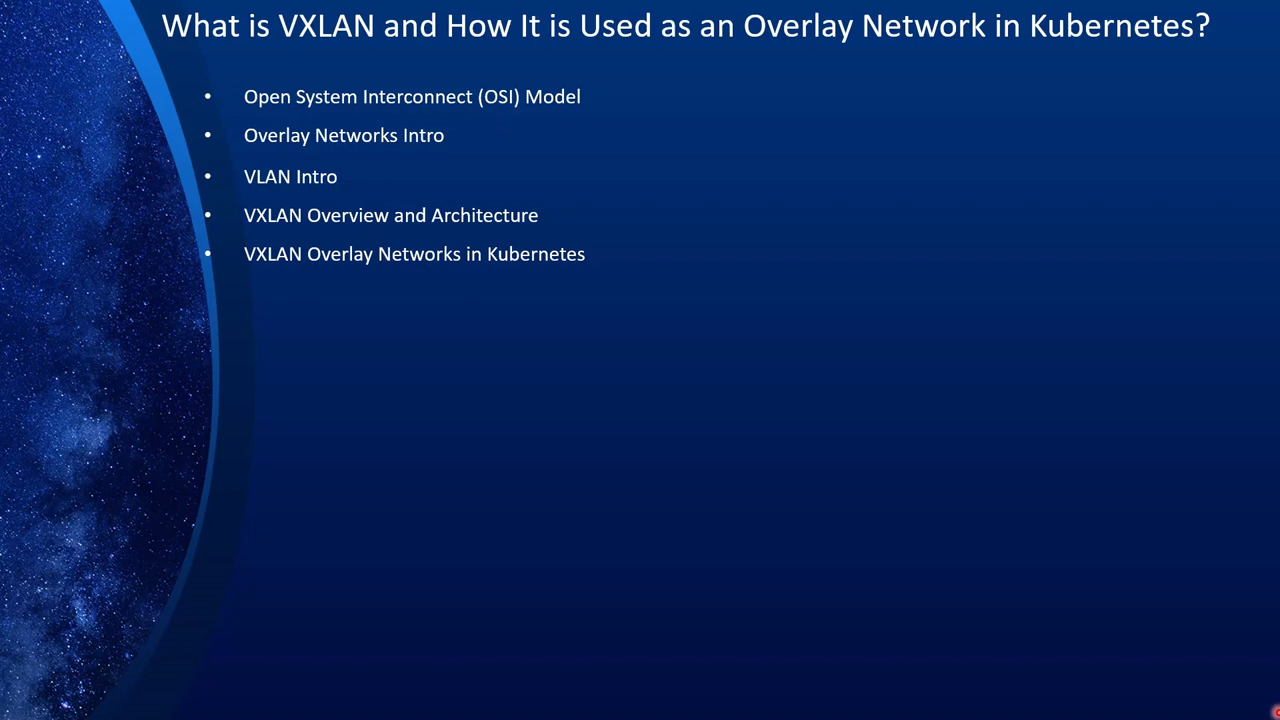 What is VXLAN and How It is Used as an Overlay Network in Kubernetes?
• Open System Interconnect (OSI) Model
• Overlay Networks Intro
• VLAN Intro
• VXLAN Overview and Architecture
• VXLAN Overlay Networks in Kubernetes